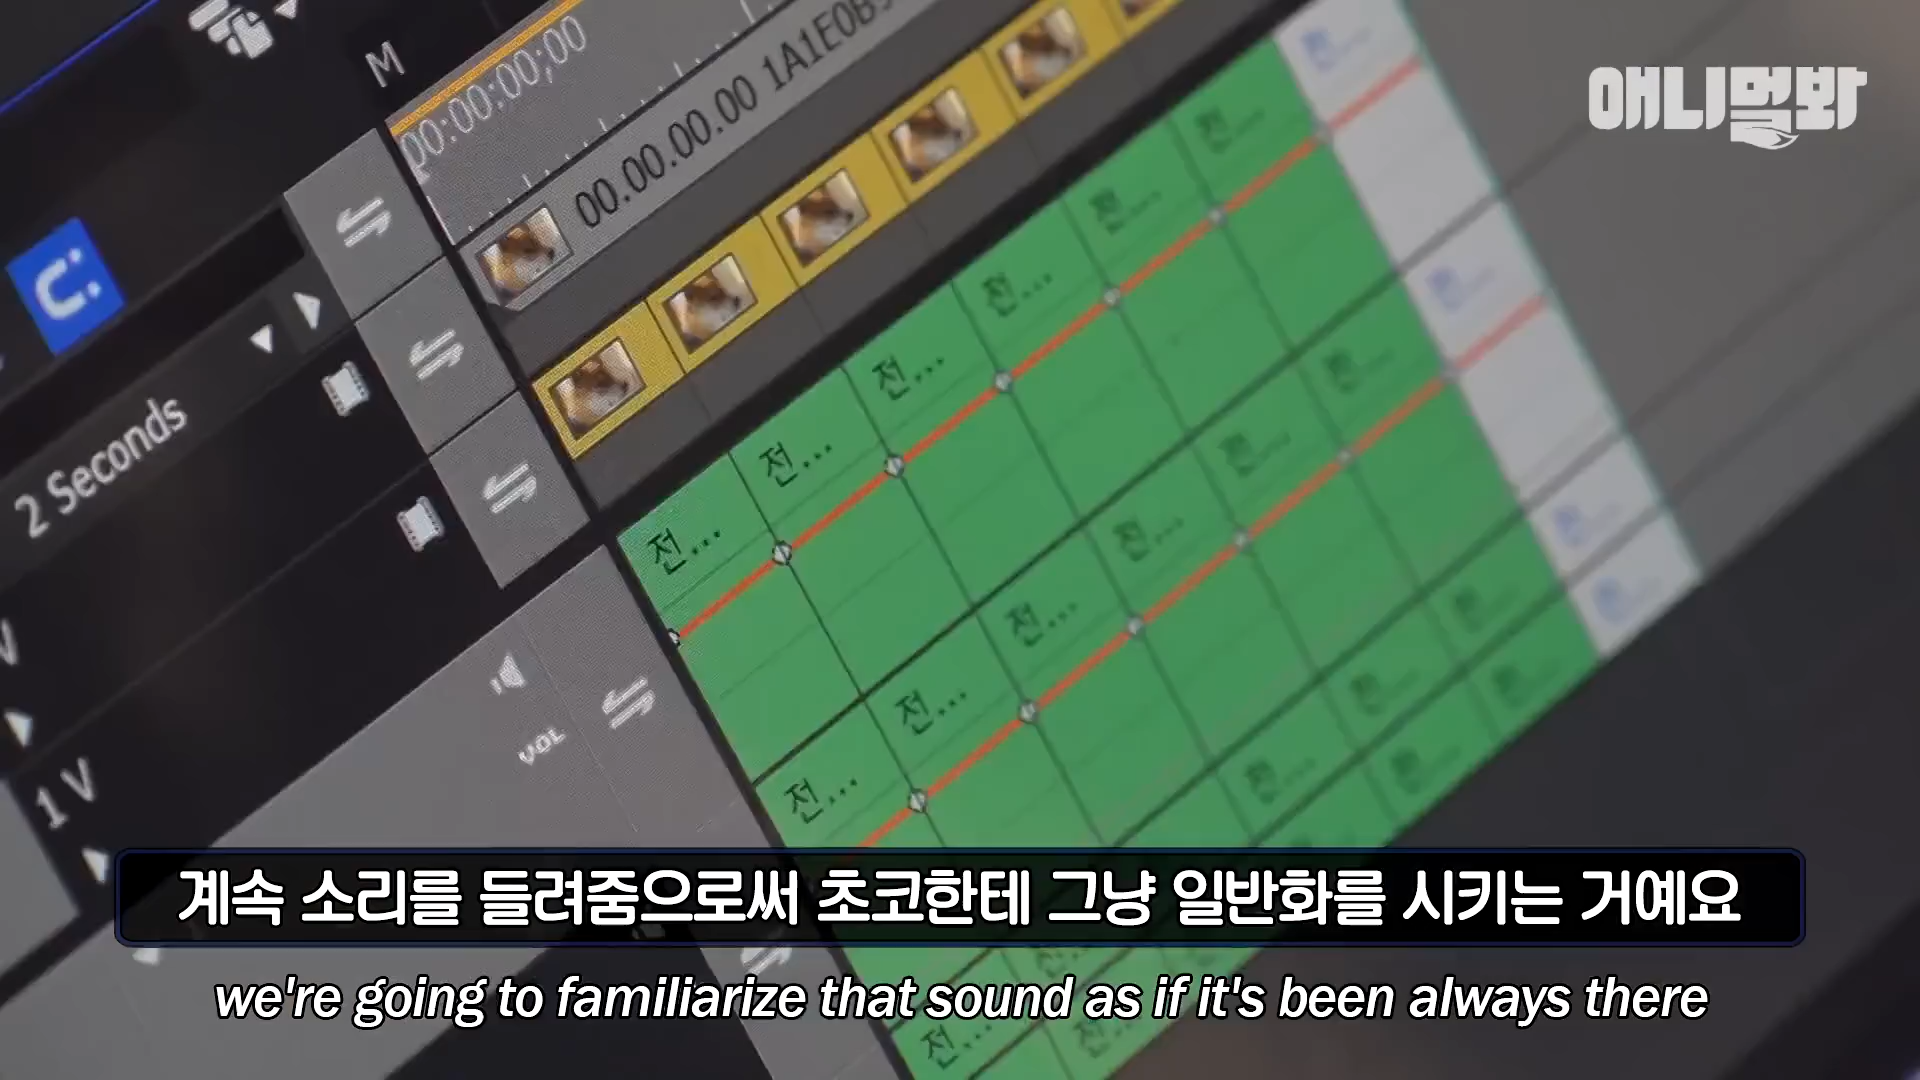 애니멀봐
M
00:00:00;00
00.00.00.00 1A1E0B
2 Seconds
전...
전...
전...
전...
VOL
전...
전...
전...
전...
1 V
계속 소리를 들려줌으로써 초코한테 그냥 일반화를 시키는 거예요
we're going to familiarize that sound as if it's been always there
전...